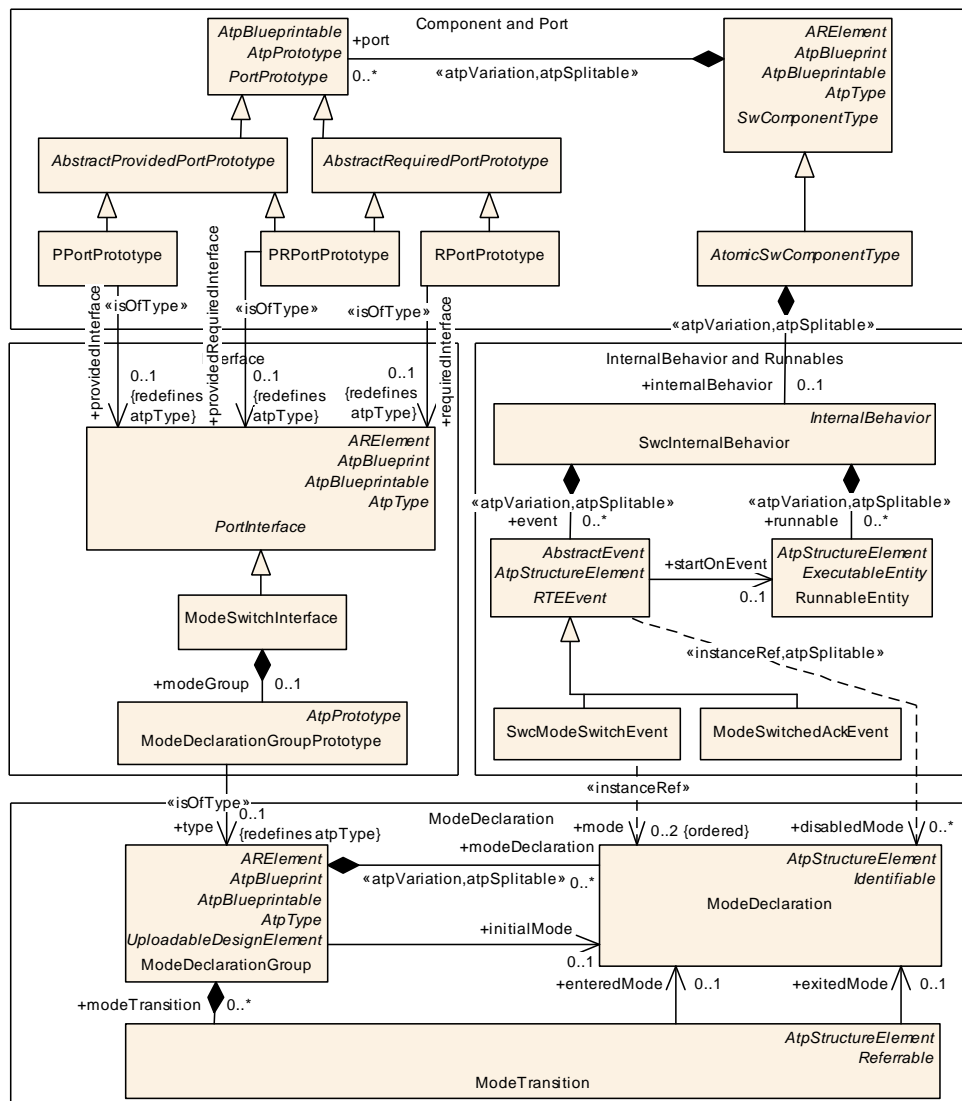 Component and Port
AtpBlueprintable
AtpPrototype
PortPrototype
+port
0..*
«atpVariation,atpSplitable»
ARElement
AtpBlueprint
AtpBlueprintable
AtpType
SwComponentType
AbstractProvidedPortPrototype
AbstractRequiredPortPrototype
PPortPrototype
PRPortPrototype
RPortPrototype
AtomicSwComponentType
«isOfType»
«isOfType»
«isOfType»
+providedInterface
+providedRequiredInterface
+requiredInterface
«atpVariation,atpSplitable»
0..1
{redefines
atpType}
0..1
{redefines
atpType}
0..1
{redefines
atpType}
InternalBehavior and Runnables
+internalBehavior
0..1
ARElement
AtpBlueprint
AtpBlueprintable
AtpType
PortInterface
InternalBehavior
SwcInternalBehavior
«atpVariation,atpSplitable»
+event
0..*
«atpVariation,atpSplitable»
+runnable
0..*
AbstractEvent
AtpStructureElement
RTEEvent
+startOnEvent
0..1
AtpStructureElement
ExecutableEntity
RunnableEntity
ModeSwitchInterface
«instanceRef,atpSplitable»
+modeGroup
0..1
AtpPrototype
ModeDeclarationGroupPrototype
SwcModeSwitchEvent
ModeSwitchedAckEvent
«isOfType»
«instanceRef»
0..1
+type
{redefines atpType}
ModeDeclaration
+mode
0..2 {ordered}
+disabledMode
0..*
+modeDeclaration
«atpVariation,atpSplitable»
0..*
ARElement
AtpBlueprint
AtpBlueprintable
AtpType
UploadableDesignElement
ModeDeclarationGroup
AtpStructureElement
Identifiable
ModeDeclaration
+initialMode
0..1
+modeTransition
0..*
+enteredMode
0..1
+exitedMode
0..1
AtpStructureElement
Referrable
ModeTransition